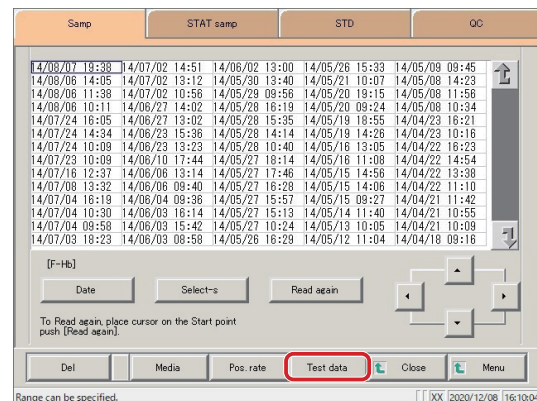 Samp STAT samp STD QC
14/08/07 19:38 14/07/02 14:51 14/06/02 13:00 14/05/26 15:33 14/05/09 09:45
14/08/06 14:05 14/07/02 13:12 14/05/30 13:40 14/05/21 10:07 14/05/08 14:23
14/08/06 11:38 14/07/02 10:56 14/05/29 09:56 14/05/20 19:15 14/05/08 11:56
14/08/06 10:11 14/06/27 14:02 14/05/28 16:19 14/05/20 09:24 14/05/08 10:34
14/07/24 16:05 14/06/27 13:02 14/05/28 15:35 14/05/19 18:55 14/04/23 16:21
14/07/24 14:34 14/06/23 15:36 14/05/28 14:14 14/05/19 14:26 14/04/23 10:16
14/07/24 10:09 14/06/23 13:23 14/05/28 10:40 14/05/16 13:05 14/04/22 16:23
14/07/23 10:09 14/06/10 17:44 14/05/27 18:14 14/05/16 11:08 14/04/22 14:54
14/07/16 12:37 14/06/06 13:14 14/05/27 17:46 14/05/15 14:56 14/04/22 13:38
14/07/08 13:32 14/06/06 09:40 14/05/27 16:28 14/05/15 14:06 14/04/22 11:10
14/07/04 16:19 14/06/04 09:36 14/05/27 15:57 14/05/15 09:27 14/04/21 11:42
14/07/04 10:30 14/06/03 16:14 14/05/27 15:13 14/05/14 11:40 14/04/21 10:55
14/07/04 09:58 14/06/03 15:42 14/05/27 10:24 14/05/13 10:05 14/04/21 10:09
14/07/03 18:23 14/06/03 08:58 14/05/26 16:29 14/05/12 11:04 14/04/18 09:16
[F-Hb]
Date Select-s Read again
To Read again, place cursor on the Start point
push [Read again].
Del Media Pos. rate Test data Close Menu
Range can be specified. XX 2020/12/08 16:10:04